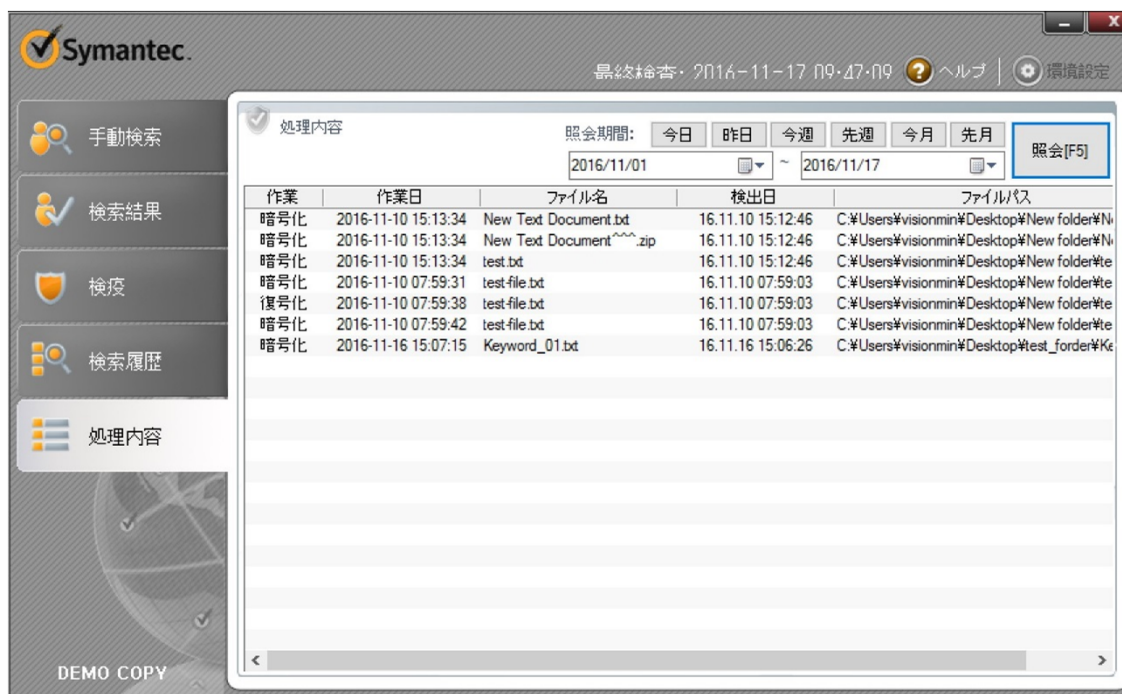 Symantec.
最終検査: 2016-11-17 09:47:09 ヘルプ 環境設定
手動検索
検索結果
検疫
検索履歴
処理内容
DEMO COPY
処理内容
照会期間: 今日 昨日 今週 先週 今月 先月
2016/11/01 ~ 2016/11/17
照会[F5]
作業 作業日 ファイル名 検出日 ファイルパス
暗号化 2016-11-10 15:13:34 New Text Document.txt 16.11.10 15:12:46 C:¥Users¥visionmin¥Desktop¥New folder¥N
暗号化 2016-11-10 15:13:34 New Text Document^^^.zip 16.11.10 15:12:46 C:¥Users¥visionmin¥Desktop¥New folder¥N
暗号化 2016-11-10 15:13:34 test.txt 16.11.10 15:12:46 C:¥Users¥visionmin¥Desktop¥New folder¥te
暗号化 2016-11-10 07:59:31 test-file.txt 16.11.10 07:59:03 C:¥Users¥visionmin¥Desktop¥New folder¥te
復号化 2016-11-10 07:59:38 test-file.txt 16.11.10 07:59:03 C:¥Users¥visionmin¥Desktop¥New folder¥te
暗号化 2016-11-10 07:59:42 test-file.txt 16.11.10 07:59:03 C:¥Users¥visionmin¥Desktop¥New folder¥te
暗号化 2016-11-16 15:07:15 Keyword_01.txt 16.11.16 15:06:26 C:¥Users¥visionmin¥Desktop¥test_forder¥Ke